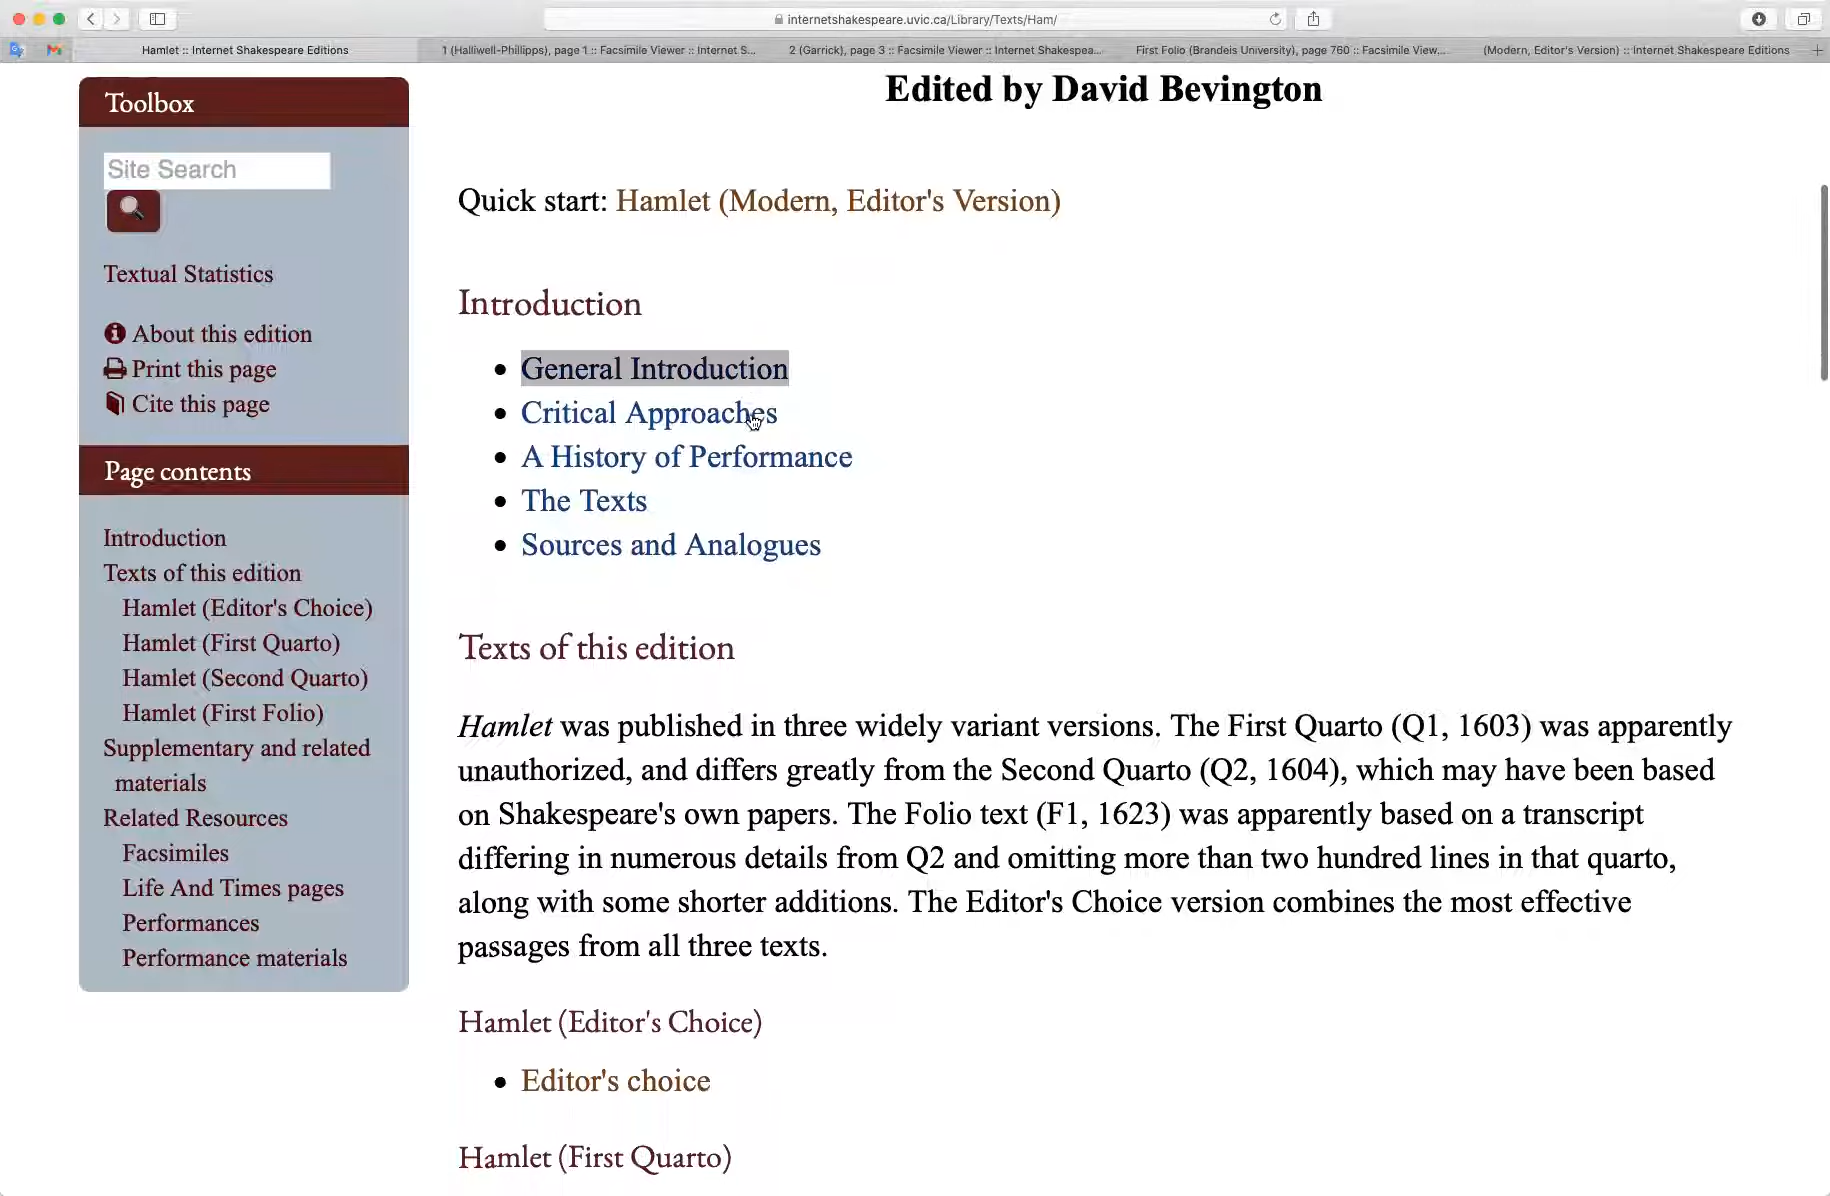 internetshakespeare.uvic.ca/Library/Texts/Ham/
Hamlet :: Internet Shakespeare Editions
1 (Halliwell-Phillipps), page 1 :: Facsimile Viewer :: Internet S...
2 (Garrick), page 3 :: Facsimile Viewer :: Internet Shakespea...
First Folio (Brandeis University), page 760 :: Facsimile View...
(Modern, Editor's Version) :: Internet Shakespeare Editions
Toolbox
Site Search
Textual Statistics
About this edition
Print this page
Cite this page
Page contents
Introduction
Texts of this edition
Hamlet (Editor's Choice)
Hamlet (First Quarto)
Hamlet (Second Quarto)
Hamlet (First Folio)
Supplementary and related
materials
Related Resources
Facsimiles
Life And Times pages
Performances
Performance materials
Edited by David Bevington
Quick start: Hamlet (Modern, Editor's Version)
Introduction
• General Introduction
• Critical Approaches
• A History of Performance
• The Texts
• Sources and Analogues
Texts of this edition
Hamlet was published in three widely variant versions. The First Quarto (Q1, 1603) was apparently
unauthorized, and differs greatly from the Second Quarto (Q2, 1604), which may have been based
on Shakespeare's own papers. The Folio text (F1, 1623) was apparently based on a transcript
differing in numerous details from Q2 and omitting more than two hundred lines in that quarto,
along with some shorter additions. The Editor's Choice version combines the most effective
passages from all three texts.
Hamlet (Editor's Choice)
• Editor's choice
Hamlet (First Quarto)